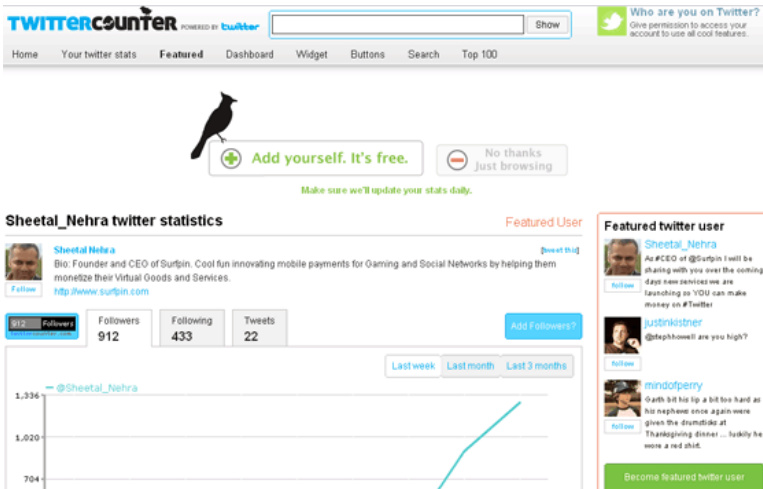 TWITTERCOUNTER POWERED BY twitter
Show
Who are you on Twitter?
Give permission to access your
account to use all cool features.
Home Your twitter stats Featured Dashboard Widget Buttons Search Top 100
Add yourself. It's free.
No thanks
Just browsing
Make sure we'll update your stats daily.
Sheetal_Nehra twitter statistics
Featured User
Sheetal Nehra
[tweet this]
Bio: Founder and CEO of Surfpin. Cool fun innovating mobile payments for Gaming and Social Networks by helping them
monetize their Virtual Goods and Services.
http://www.surfpin.com
Follow
912 Followers
twittercounter.com
Followers
912
Following
433
Tweets
22
Add Followers?
Last week Last month Last 3 months
@Sheetal_Nehra
1,336
1,020
704
Featured twitter user
Sheetal_Nehra
As #CEO of @Surfpin I will be
sharing with you over the coming
days new services we are
launching so YOU can make
money on #Twitter
follow
justinkistner
@stephhowell are you high?
follow
mindofperry
Garth bit his lip a bit too hard as
his nephews once again were
given the drumsticks at
Thanksgiving dinner ... luckily he
wore a red shirt.
follow
Become featured twitter user